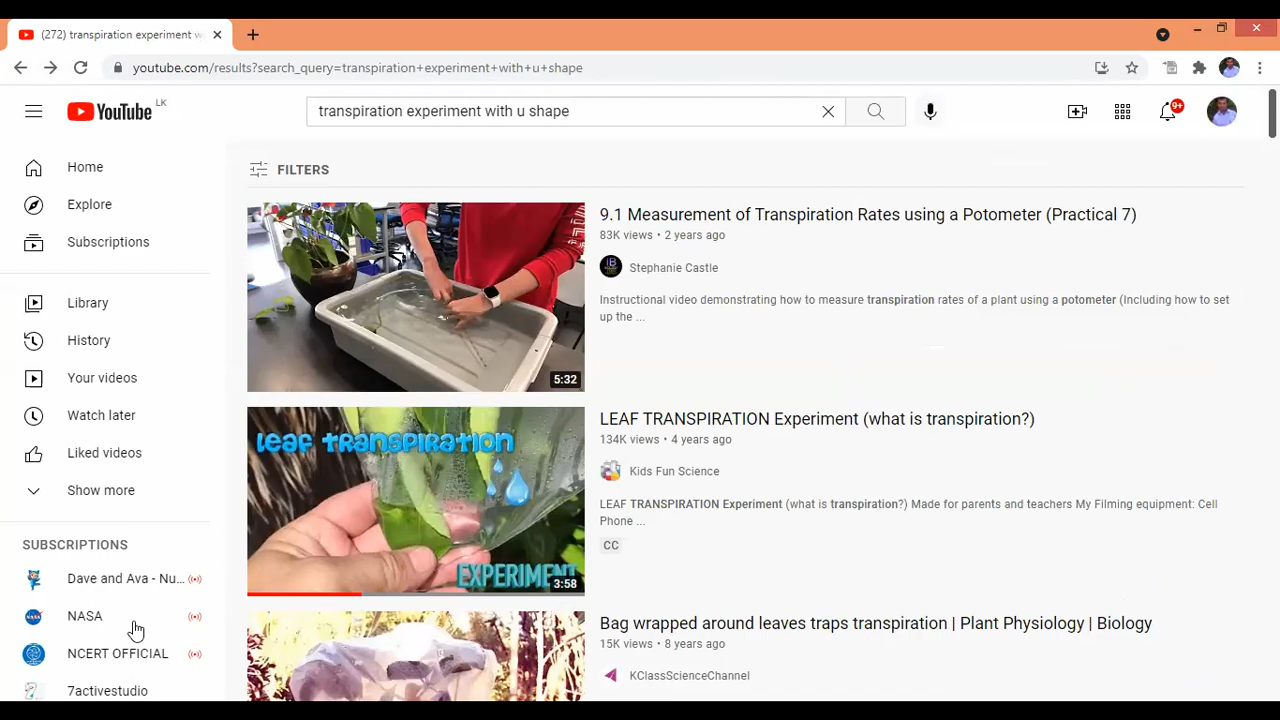 (272) transpiration experiment w
youtube.com/results?search_query=transpiration+experiment+with+u+shape
YouTube LK
transpiration experiment with u shape
9+
Home
Explore
Subscriptions
Library
History
Your videos
Watch later
Liked videos
Show more
SUBSCRIPTIONS
Dave and Ava - Nu...
NASA
NCERT OFFICIAL
7activestudio
FILTERS
5:32
9.1 Measurement of Transpiration Rates using a Potometer (Practical 7)
83K views • 2 years ago
Stephanie Castle
Instructional video demonstrating how to measure transpiration rates of a plant using a potometer (Including how to set
up the ...
leaf transpiration
EXPERIMENT
3:58
LEAF TRANSPIRATION Experiment (what is transpiration?)
134K views • 4 years ago
Kids Fun Science
LEAF TRANSPIRATION Experiment (what is transpiration?) Made for parents and teachers My Filming equipment: Cell
Phone ...
CC
Bag wrapped around leaves traps transpiration | Plant Physiology | Biology
15K views • 8 years ago
KClassScienceChannel